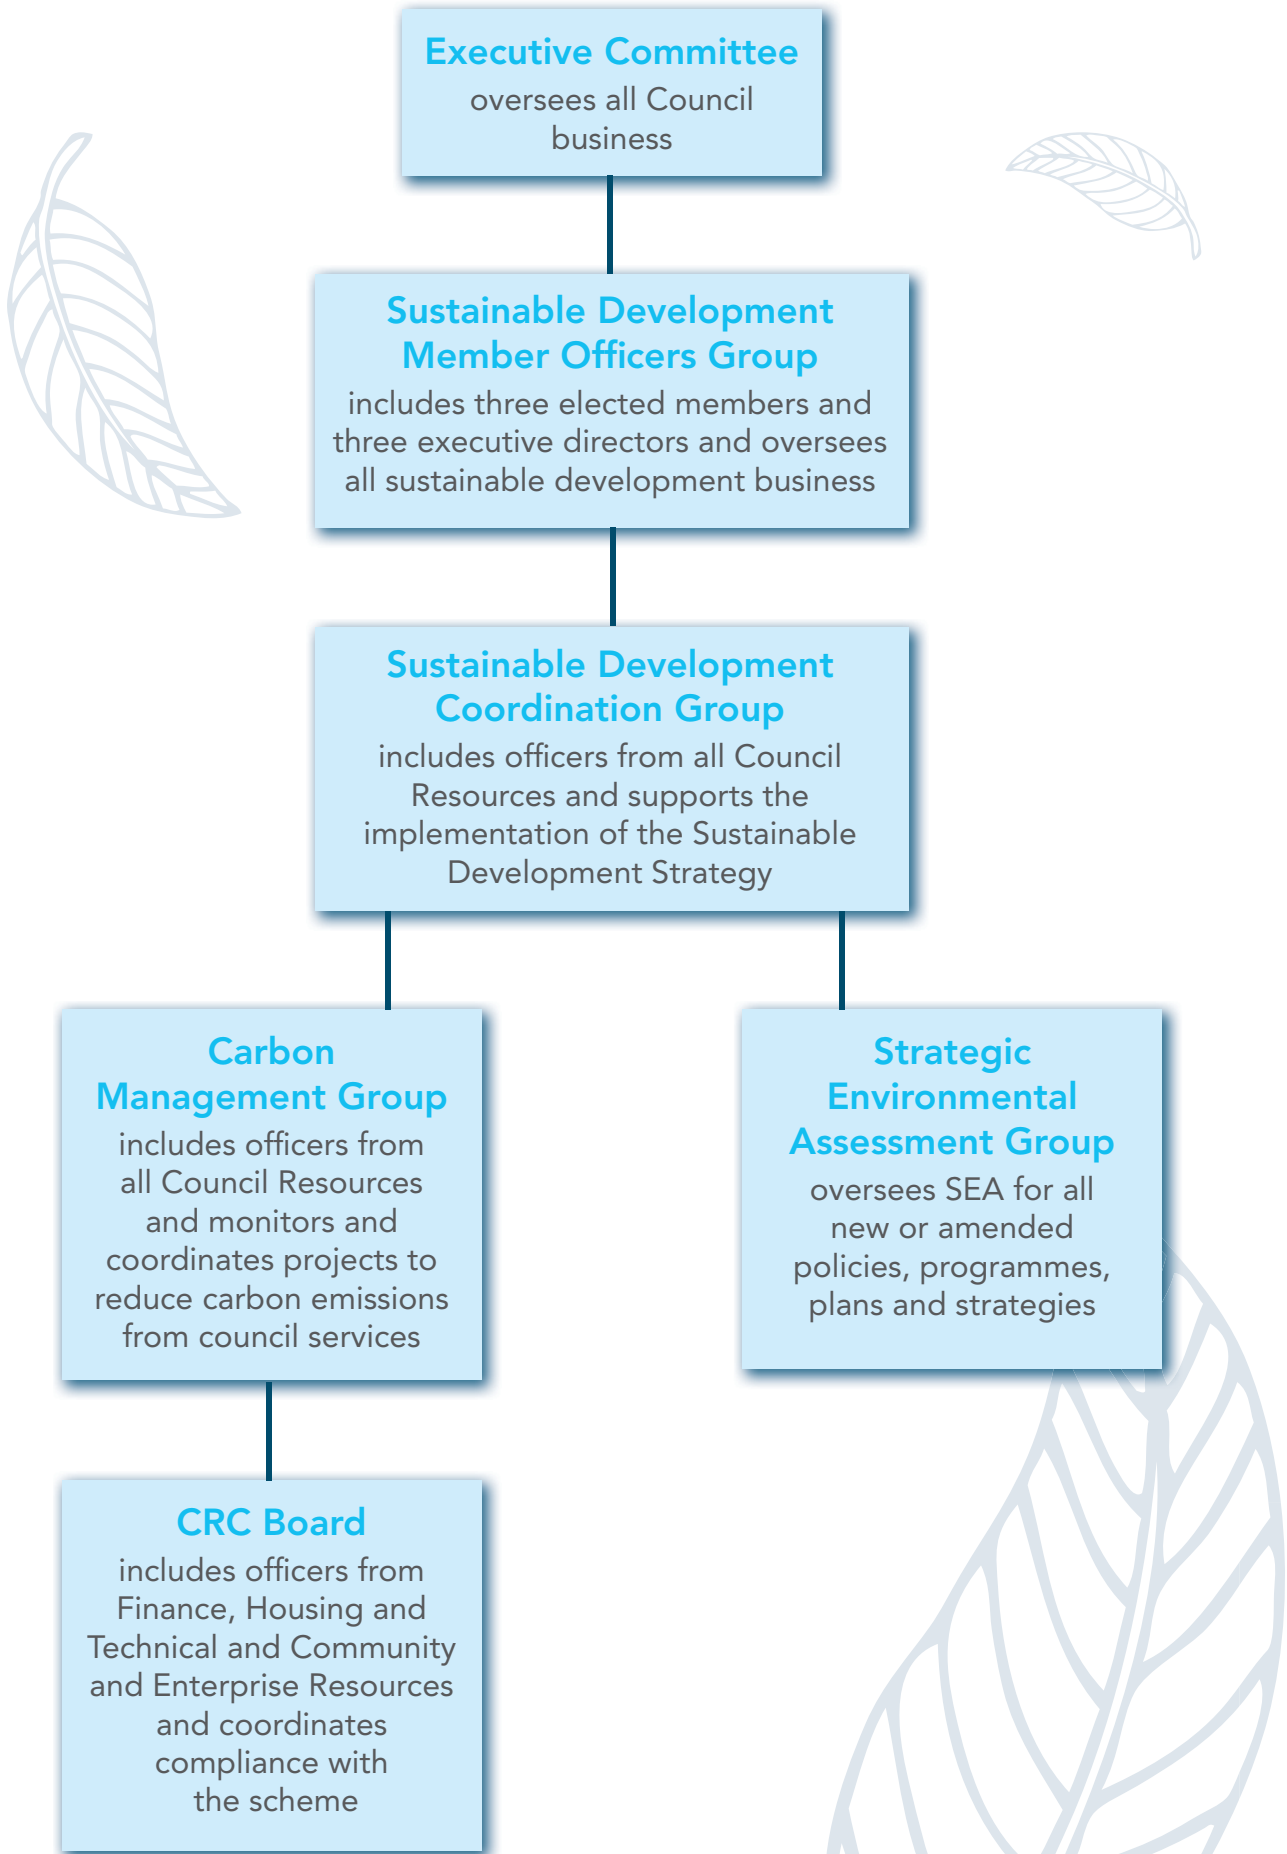 Executive Committee
oversees all Council
business
Sustainable Development
Member Officers Group
includes three elected members and
three executive directors and oversees
all sustainable development business
Sustainable Development
Coordination Group
includes officers from all Council
Resources and supports the
implementation of the Sustainable
Development Strategy
Carbon
Management Group
includes officers from
all Council Resources
and monitors and
coordinates projects to
reduce carbon emissions
from council services
Strategic
Environmental
Assessment Group
oversees SEA for all
new or amended
policies, programmes,
plans and strategies
CRC Board
includes officers from
Finance, Housing and
Technical and Community
and Enterprise Resources
and coordinates
compliance with
the scheme